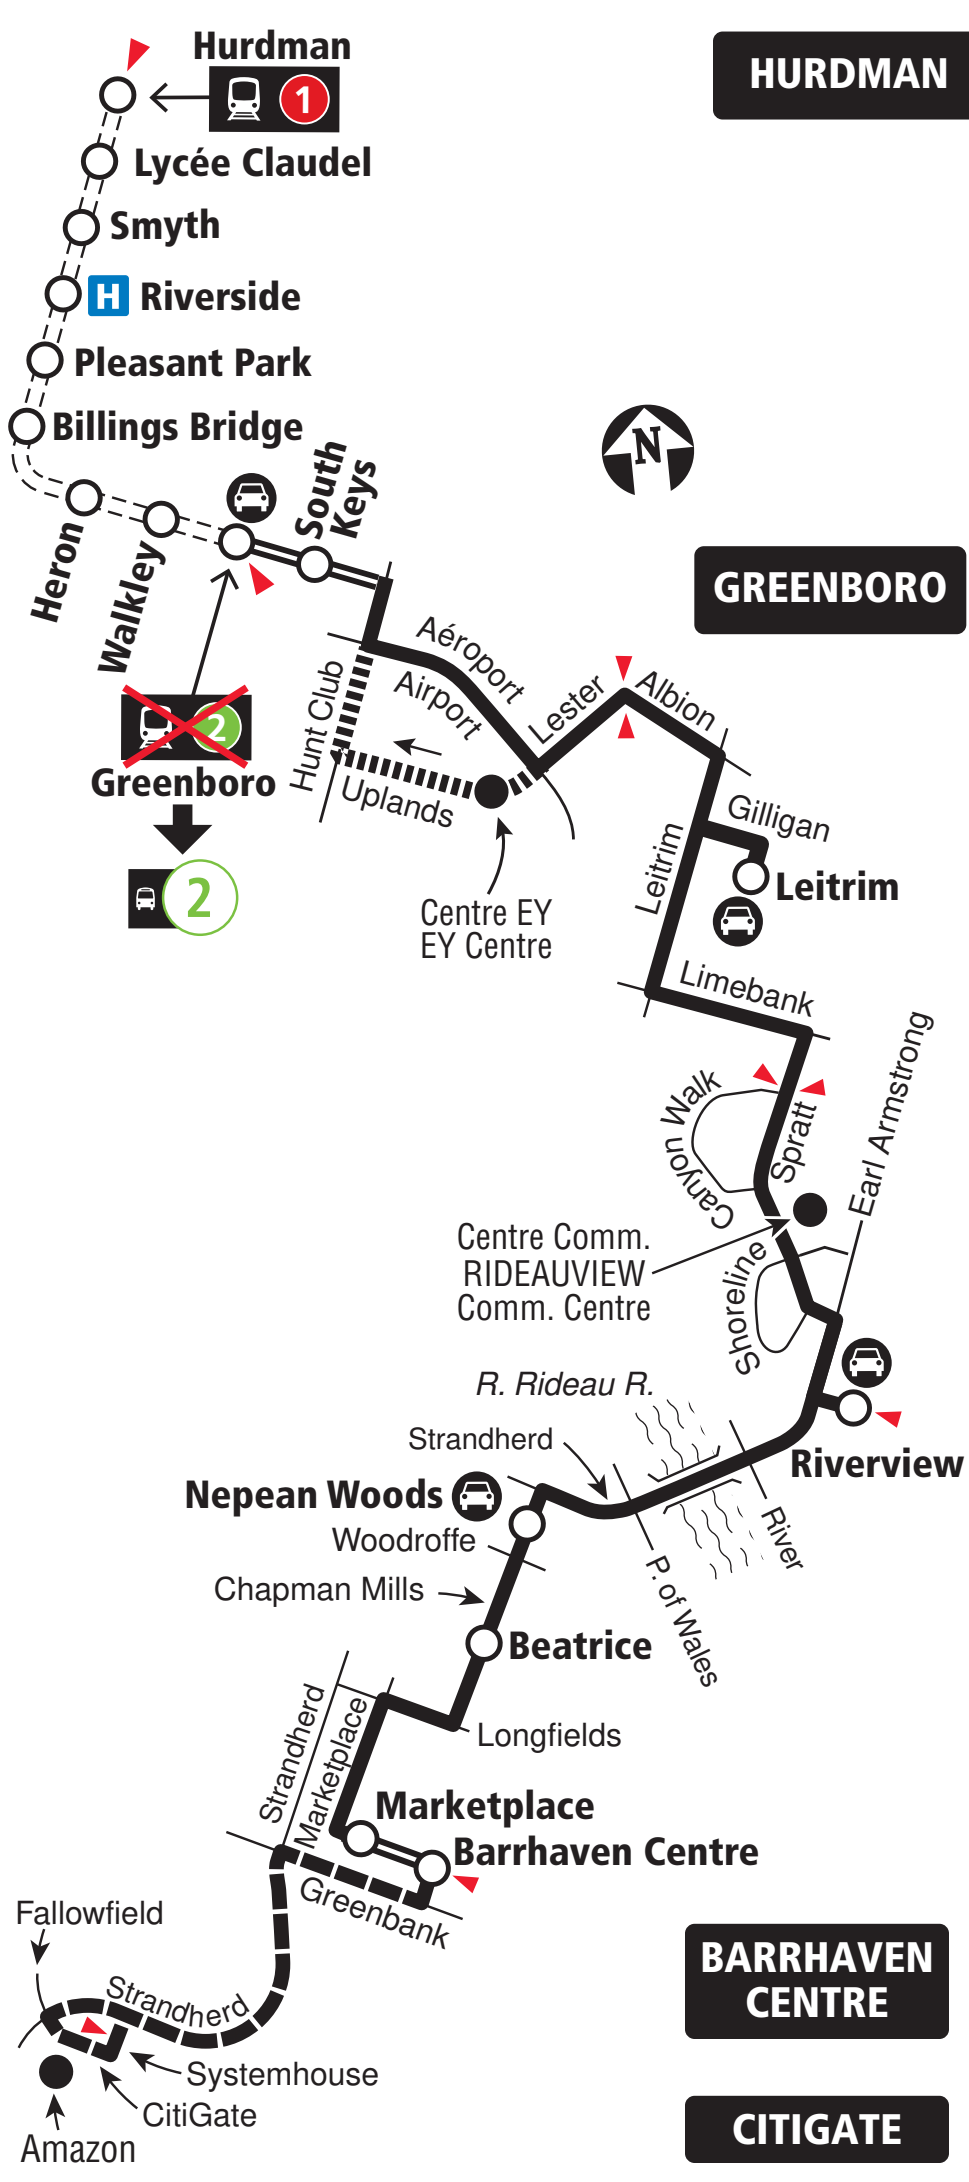 Hurdman
HURDMAN
1
Lycée Claudel
Smyth
H Riverside
Pleasant Park
Billings Bridge
N
South
Keys
Heron
Walkley
GREENBORO
Aéroport
Airport
Lester
Albion
Hunt Club
2
Greenboro
Uplands
Gilligan
Leitrim
Leitrim
2
Centre EY
EY Centre
Limebank
Earl Armstrong
Canyon Walk
Spratt
Centre Comm.
RIDEAUVIEW
Comm. Centre
Shoreline
R. Rideau R.
Strandherd
Riverview
Nepean Woods
River
Woodroffe
P. of Wales
Chapman Mills
Beatrice
Strandherd
Marketplace
Longfields
Marketplace
Barrhaven Centre
Greenbank
Fallowfield
BARRHAVEN
CENTRE
Strandherd
Systemhouse
CitiGate
Amazon
CITIGATE